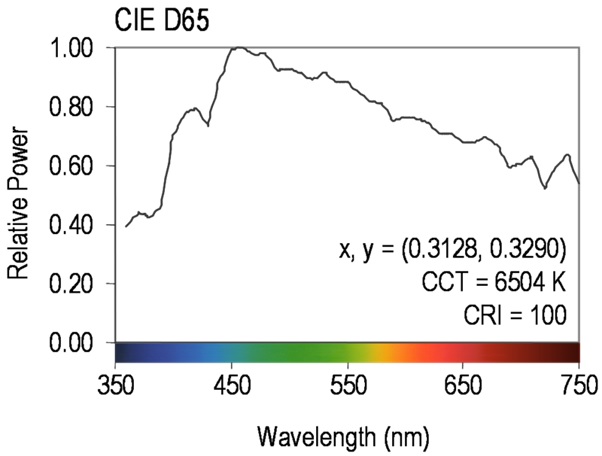 CIE D65
1.00
0.80
0.60
0.40
0.20
0.00
Relative Power
x, y = (0.3128, 0.3290)
CCT = 6504 K
CRI = 100
350 450 550 650 750
Wavelength (nm)